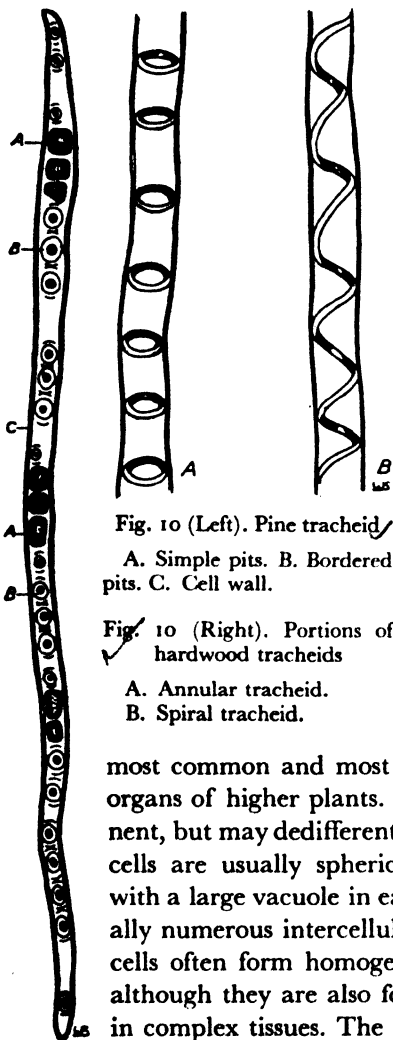 A
B
C
A
B
A
B
Fig. 10 (Left). Pine tracheid
A. Simple pits. B. Bordered
pits. C. Cell wall.
Fig. 10 (Right). Portions of
hardwood tracheids
A. Annular tracheid.
B. Spiral tracheid.
most common and most
organs of higher plants.
nent, but may dedifferent
cells are usually spheric
with a large vacuole in ea
ally numerous intercellul
cells often form homoge
although they are also fo
in complex tissues. The